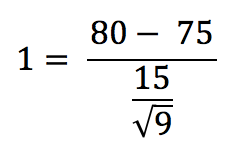 1 = (80 − 75) / (15 / √9)